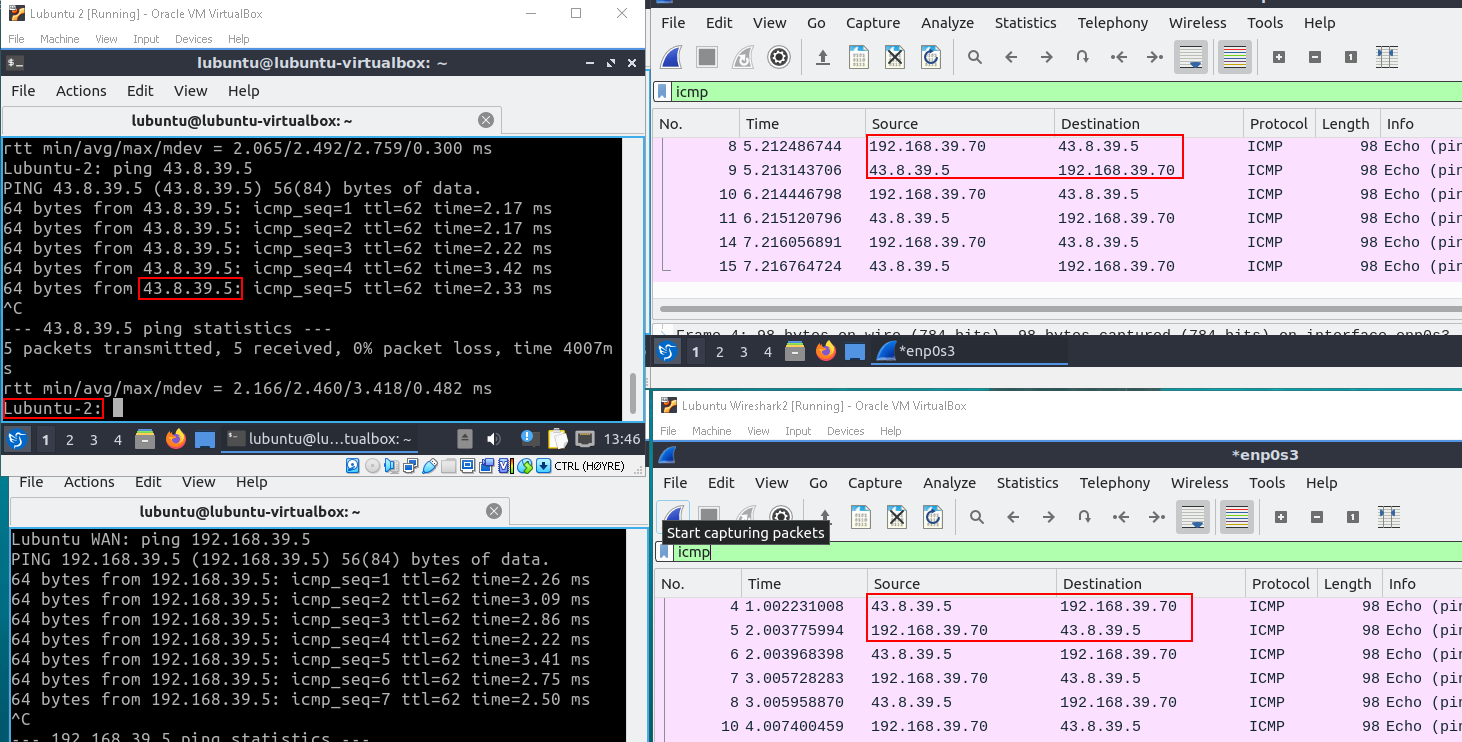 Lubuntu 2 [Running] - Oracle VM VirtualBox
File Machine View Input Devices Help
lubuntu@lubuntu-virtualbox: ~
File Actions Edit View Help
lubuntu@lubuntu-virtualbox: ~
rtt min/avg/max/mdev = 2.065/2.492/2.759/0.300 ms
Lubuntu-2: ping 43.8.39.5
PING 43.8.39.5 (43.8.39.5) 56(84) bytes of data.
64 bytes from 43.8.39.5: icmp_seq=1 ttl=62 time=2.17 ms
64 bytes from 43.8.39.5: icmp_seq=2 ttl=62 time=2.17 ms
64 bytes from 43.8.39.5: icmp_seq=3 ttl=62 time=2.22 ms
64 bytes from 43.8.39.5: icmp_seq=4 ttl=62 time=3.42 ms
64 bytes from 43.8.39.5: icmp_seq=5 ttl=62 time=2.33 ms
^C
--- 43.8.39.5 ping statistics ---
5 packets transmitted, 5 received, 0% packet loss, time 4007m
s
rtt min/avg/max/mdev = 2.166/2.460/3.418/0.482 ms
Lubuntu-2:
1 2 3 4 lubuntu@lu...tualbox: ~ 13:46
CTRL (HØYRE)
File Actions Edit View Help
lubuntu@lubuntu-virtualbox: ~
Lubuntu WAN: ping 192.168.39.5
PING 192.168.39.5 (192.168.39.5) 56(84) bytes of data.
64 bytes from 192.168.39.5: icmp_seq=1 ttl=62 time=2.26 ms
64 bytes from 192.168.39.5: icmp_seq=2 ttl=62 time=3.09 ms
64 bytes from 192.168.39.5: icmp_seq=3 ttl=62 time=2.86 ms
64 bytes from 192.168.39.5: icmp_seq=4 ttl=62 time=2.22 ms
64 bytes from 192.168.39.5: icmp_seq=5 ttl=62 time=3.41 ms
64 bytes from 192.168.39.5: icmp_seq=6 ttl=62 time=2.75 ms
64 bytes from 192.168.39.5: icmp_seq=7 ttl=62 time=2.50 ms
^C
--- 192.168.39.5 ping statistics ---
File Edit View Go Capture Analyze Statistics Telephony Wireless Tools Help
icmp
No. Time Source Destination Protocol Length Info
8 5.212486744 192.168.39.70 43.8.39.5 ICMP 98 Echo (pin
9 5.213143706 43.8.39.5 192.168.39.70 ICMP 98 Echo (pin
10 6.214446798 192.168.39.70 43.8.39.5 ICMP 98 Echo (pin
11 6.215120796 43.8.39.5 192.168.39.70 ICMP 98 Echo (pin
14 7.216056891 192.168.39.70 43.8.39.5 ICMP 98 Echo (pin
15 7.216764724 43.8.39.5 192.168.39.70 ICMP 98 Echo (pin
Frame 4: 98 bytes on wire (784 bits), 98 bytes captured (784 bits) on interface enp0s3
1 2 3 4 *enp0s3
Lubuntu Wireshark2 [Running] - Oracle VM VirtualBox
File Machine View Input Devices Help
*enp0s3
File Edit View Go Capture Analyze Statistics Telephony Wireless Tools Help
Start capturing packets
icmp
No. Time Source Destination Protocol Length Info
4 1.002231008 43.8.39.5 192.168.39.70 ICMP 98 Echo (pin
5 2.003775994 192.168.39.70 43.8.39.5 ICMP 98 Echo (pin
6 2.003968398 43.8.39.5 192.168.39.70 ICMP 98 Echo (pin
7 3.005728283 192.168.39.70 43.8.39.5 ICMP 98 Echo (pin
8 3.005958870 43.8.39.5 192.168.39.70 ICMP 98 Echo (pin
10 4.007400459 192.168.39.70 43.8.39.5 ICMP 98 Echo (pin